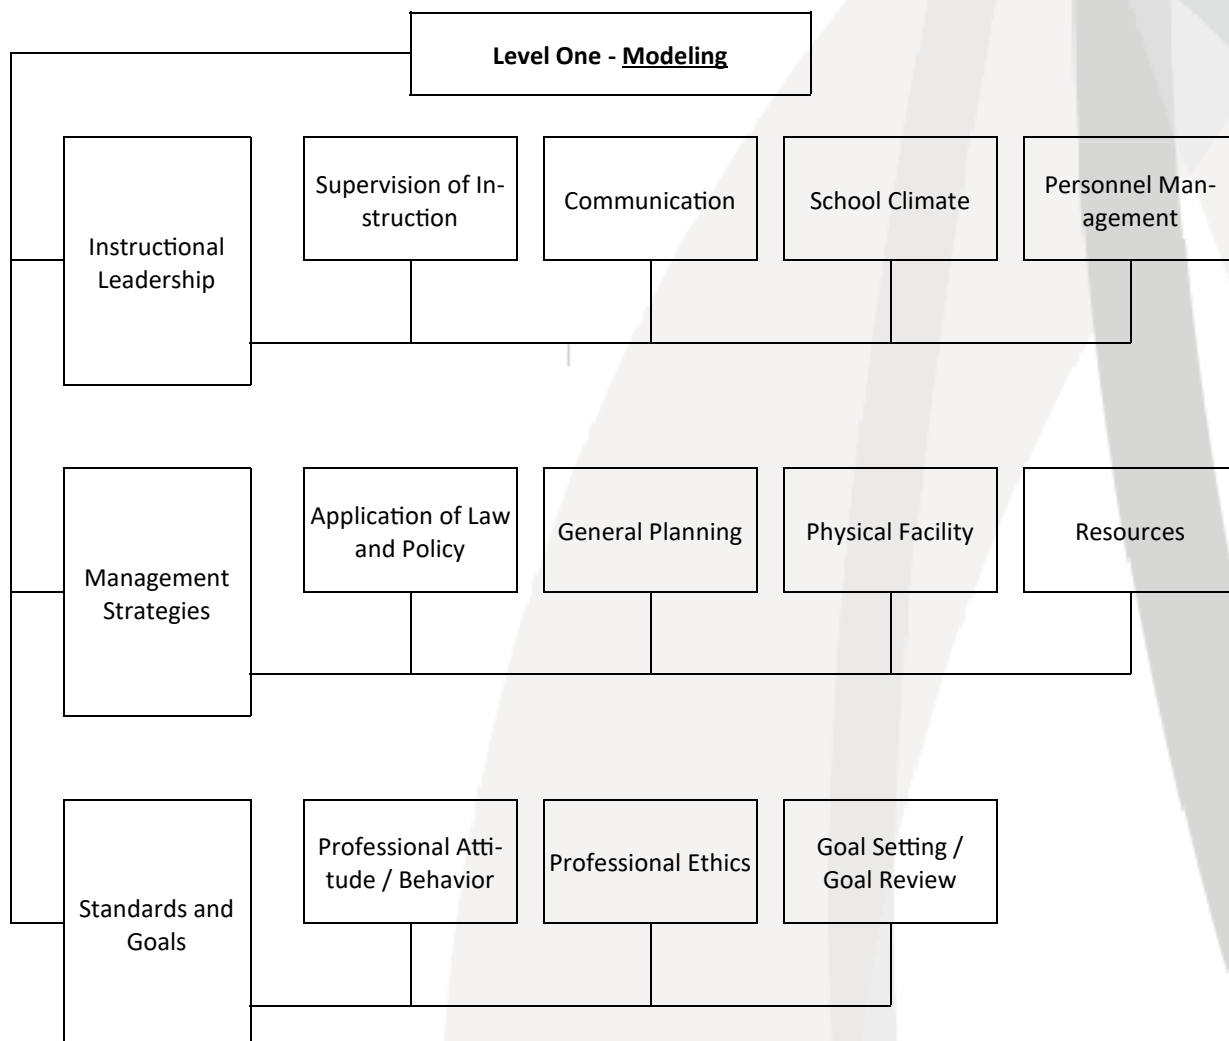 Level One - Modeling
Instructional
Leadership
Supervision of In-
struction
Communication
School Climate
Personnel Man-
agement
Management
Strategies
Application of Law
and Policy
General Planning
Physical Facility
Resources
Standards and
Goals
Professional Atti-
tude / Behavior
Professional Ethics
Goal Setting /
Goal Review